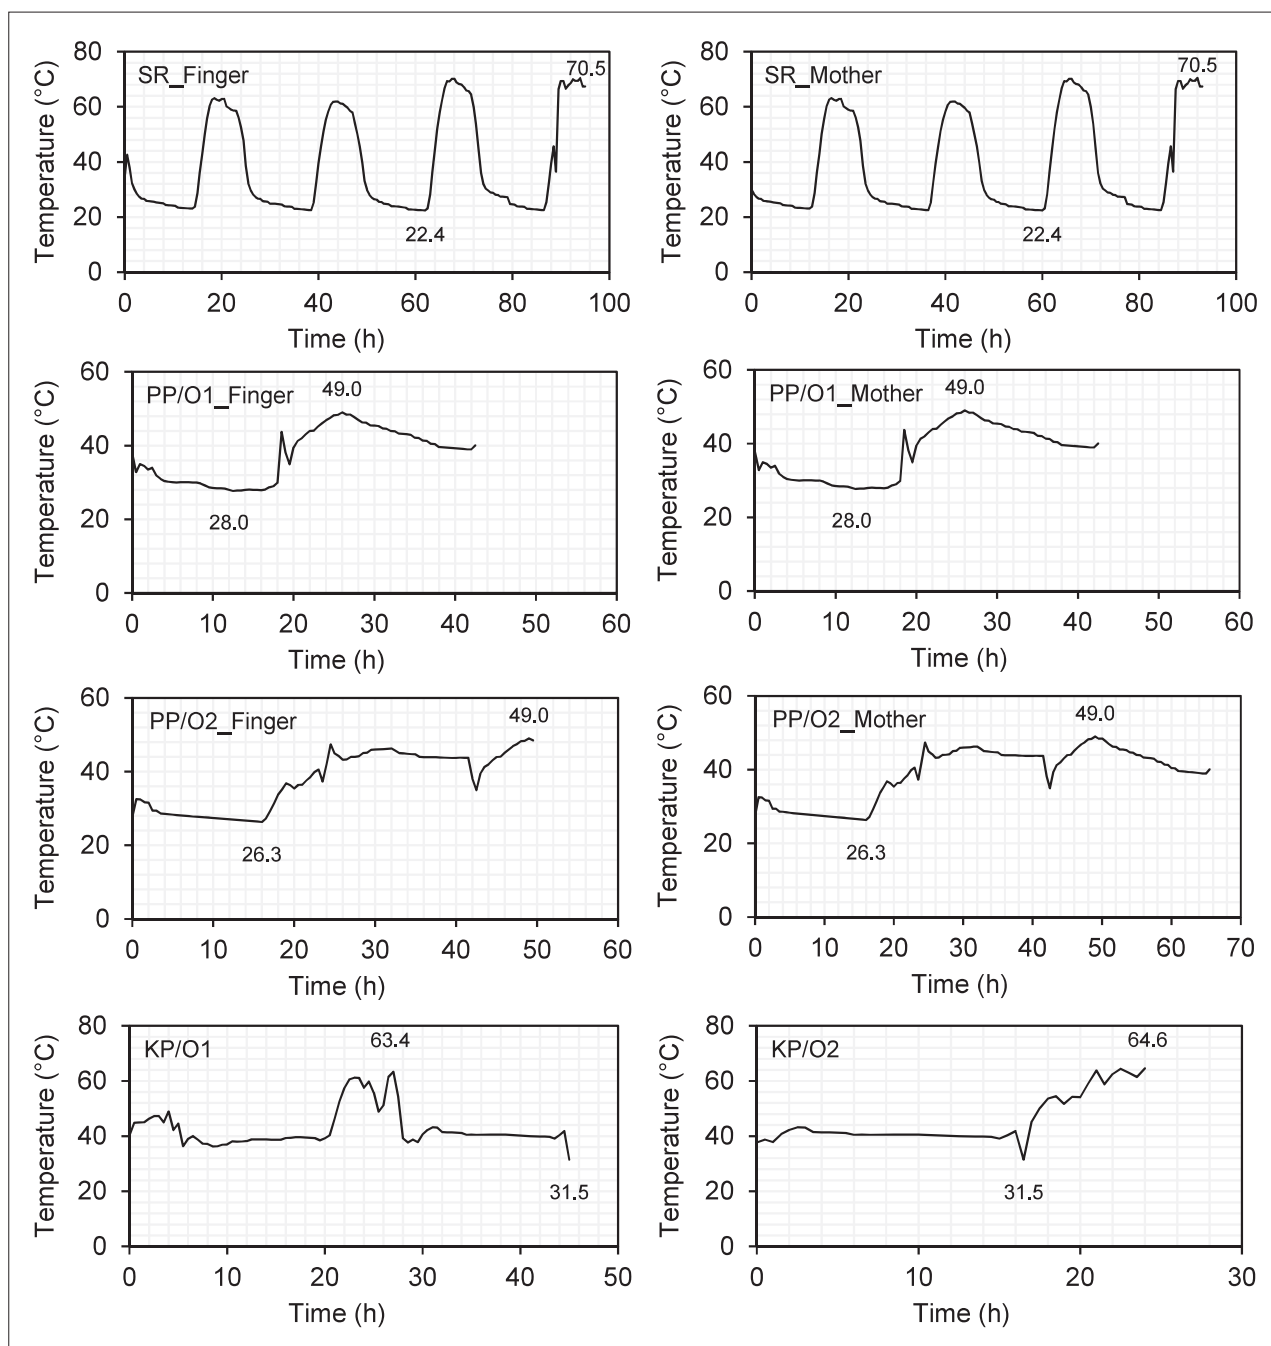 SR_Finger
70.5
22.4
Temperature (°C)
80
60
40
20
0
0 20 40 60 80 100
Time (h)
SR_Mother
70.5
22.4
Temperature (°C)
80
60
40
20
0
0 20 40 60 80 100
Time (h)
PP/O1_Finger
49.0
28.0
Temperature (°C)
60
40
20
0
0 10 20 30 40 50 60
Time (h)
PP/O1_Mother
49.0
28.0
Temperature (°C)
60
40
20
0
0 10 20 30 40 50 60
Time (h)
PP/O2_Finger
49.0
26.3
Temperature (°C)
60
40
20
0
0 10 20 30 40 50 60
Time (h)
PP/O2_Mother
49.0
26.3
Temperature (°C)
60
40
20
0
0 10 20 30 40 50 60 70
Time (h)
KP/O1
63.4
31.5
Temperature (°C)
80
60
40
20
0
0 10 20 30 40 50
Time (h)
KP/O2
64.6
31.5
Temperature (°C)
80
60
40
20
0
0 10 20 30
Time (h)